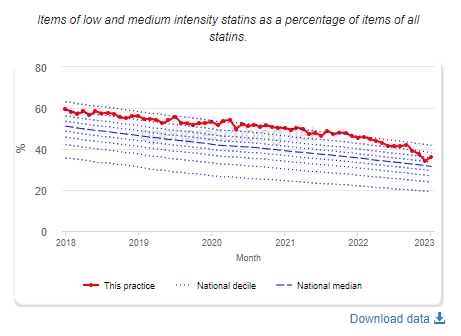 Items of low and medium intensity statins as a percentage of items of all
statins.
80
60
40
20
0
%
2018 2019 2020 2021 2022 2023
Month
This practice National decile National median
Download data